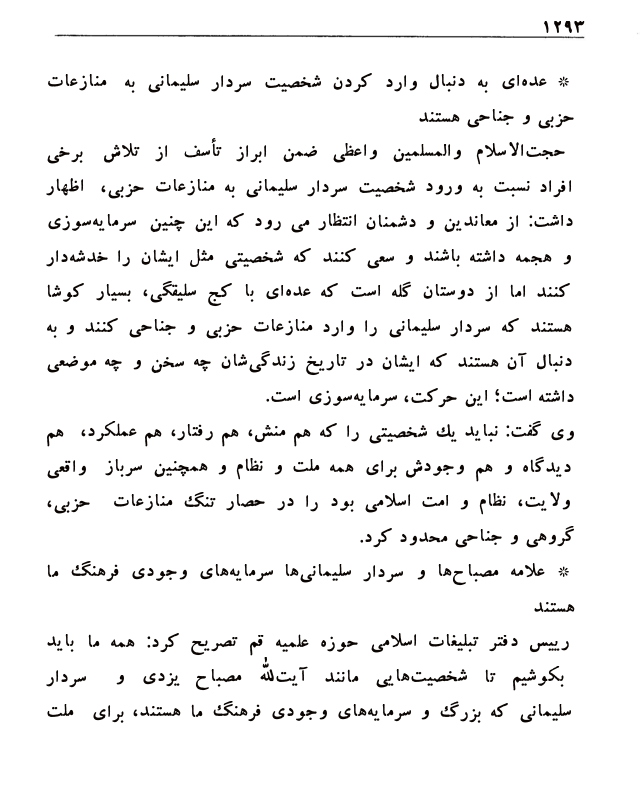 ۱۲۹۳
* عده‌ای به دنبال وارد کردن شخصیت سردار سلیمانی به منازعات
حزبی و جناحی هستند
حجت‌الاسلام والمسلمین واعظی ضمن ابراز تأسف از تلاش برخی
افراد نسبت به ورود شخصیت سردار سلیمانی به منازعات حزبی، اظهار
داشت: از معاندین و دشمنان انتظار می رود که این چنین سرمایه‌سوزی
و هجمه داشته باشند و سعی کنند که شخصیتی مثل ایشان را خدشه‌دار
کنند اما از دوستان گله است که عده‌ای با کج سلیقگی، بسیار کوشا
هستند که سردار سلیمانی را وارد منازعات حزبی و جناحی کنند و به
دنبال آن هستند که ایشان در تاریخ زندگی‌شان چه سخن و چه موضعی
داشته است؛ این حرکت، سرمایه‌سوزی است.
وی گفت: نباید یك شخصیتی را که هم منش، هم رفتار، هم عملکرد، هم
دیدگاه و هم وجودش برای همه ملت و نظام و همچنین سرباز واقعی
ولایت، نظام و امت اسلامی بود را در حصار تنگ منازعات حزبی،
گروهی و جناحی محدود کرد.
* علامه مصباح‌ها و سردار سلیمانی‌ها سرمایه‌های وجودی فرهنگ ما
هستند
رییس دفتر تبلیغات اسلامی حوزه علمیه قم تصریح کرد: همه ما باید
بکوشیم تا شخصیت‌هایی مانند آیت‌الله مصباح یزدی و سردار
سلیمانی که بزرگ و سرمایه‌های وجودی فرهنگ ما هستند، برای ملت